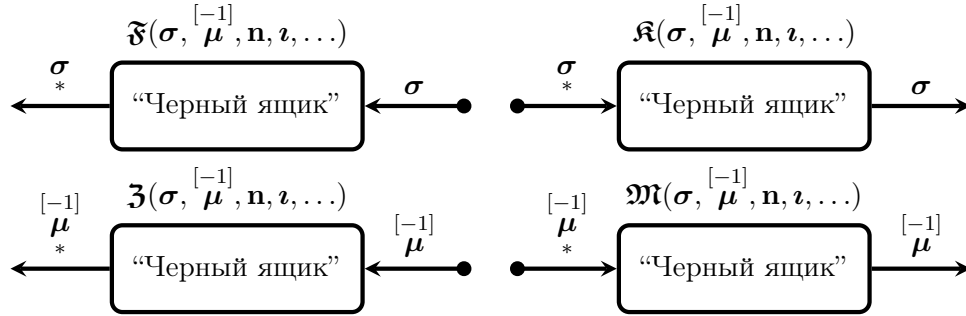 𝕱(σ, [-1]μ, n, ı, …) 𝕶(σ, [-1]μ, n, ı, …)
σ* “Черный ящик” σ σ* “Черный ящик” σ
𝕫(σ, [-1]μ, n, ı, …) 𝕸(σ, [-1]μ, n, ı, …)
[-1]μ* “Черный ящик” [-1]μ [-1]μ* “Черный ящик” [-1]μ